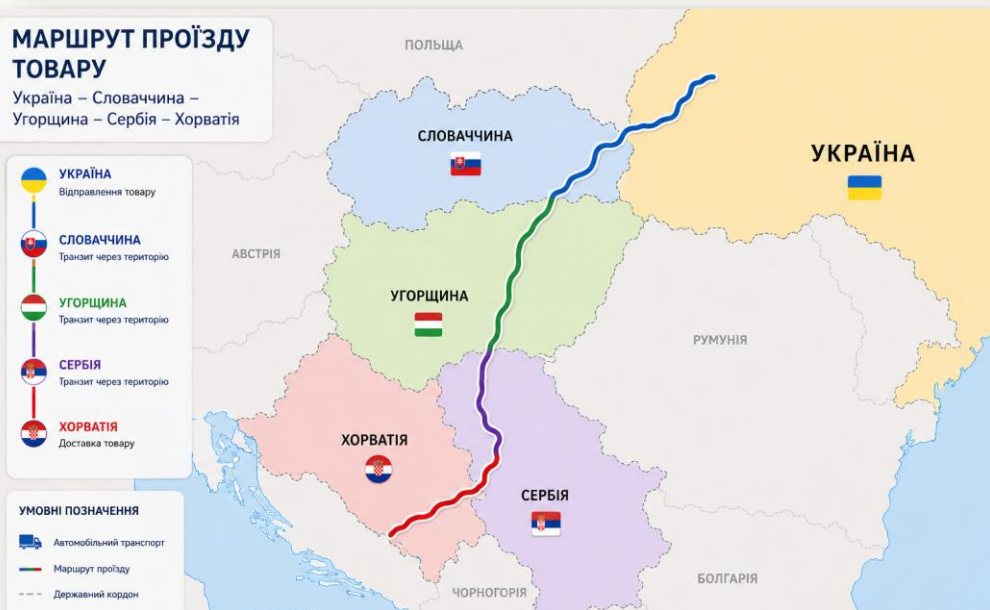 МАРШРУТ ПРОЇЗДУ
ТОВАРУ
Україна – Словаччина –
Угорщина – Сербія – Хорватія
УКРАЇНА
Відправлення товару
СЛОВАЧЧИНА
Транзит через територію
УГОРЩИНА
Транзит через територію
СЕРБІЯ
Транзит через територію
ХОРВАТІЯ
Доставка товару
УМОВНІ ПОЗНАЧЕННЯ
Автомобільний транспорт
Маршрут проїзду
Державний кордон
ПОЛЬЩА
СЛОВАЧЧИНА
УКРАЇНА
АВСТРІЯ
УГОРЩИНА
РУМУНІЯ
ХОРВАТІЯ
СЕРБІЯ
БОЛГАРІЯ
ЧОРНОГОРІЯ